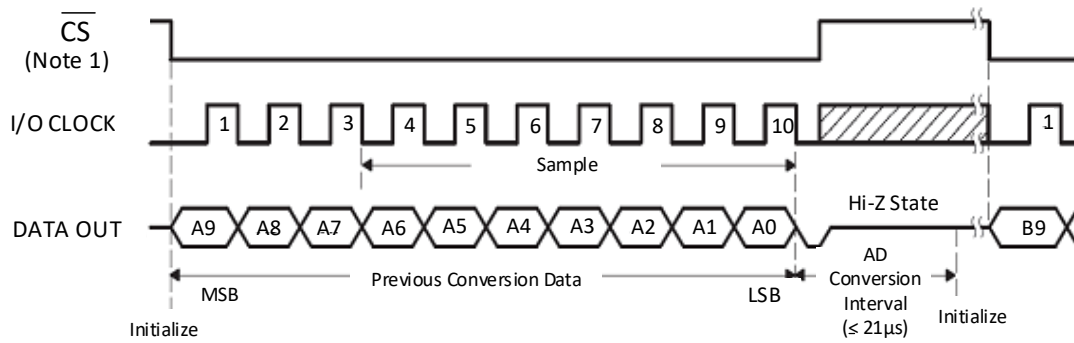 CS
(Note 1)
I/O CLOCK
1 2 3 4 5 6 7 8 9 10 1
Sample
Hi-Z State
DATA OUT
A9 A8 A7 A6 A5 A4 A3 A2 A1 A0 B9
Previous Conversion Data
MSB
LSB
AD
Conversion
Interval
(≤ 21μs)
Initialize
Initialize